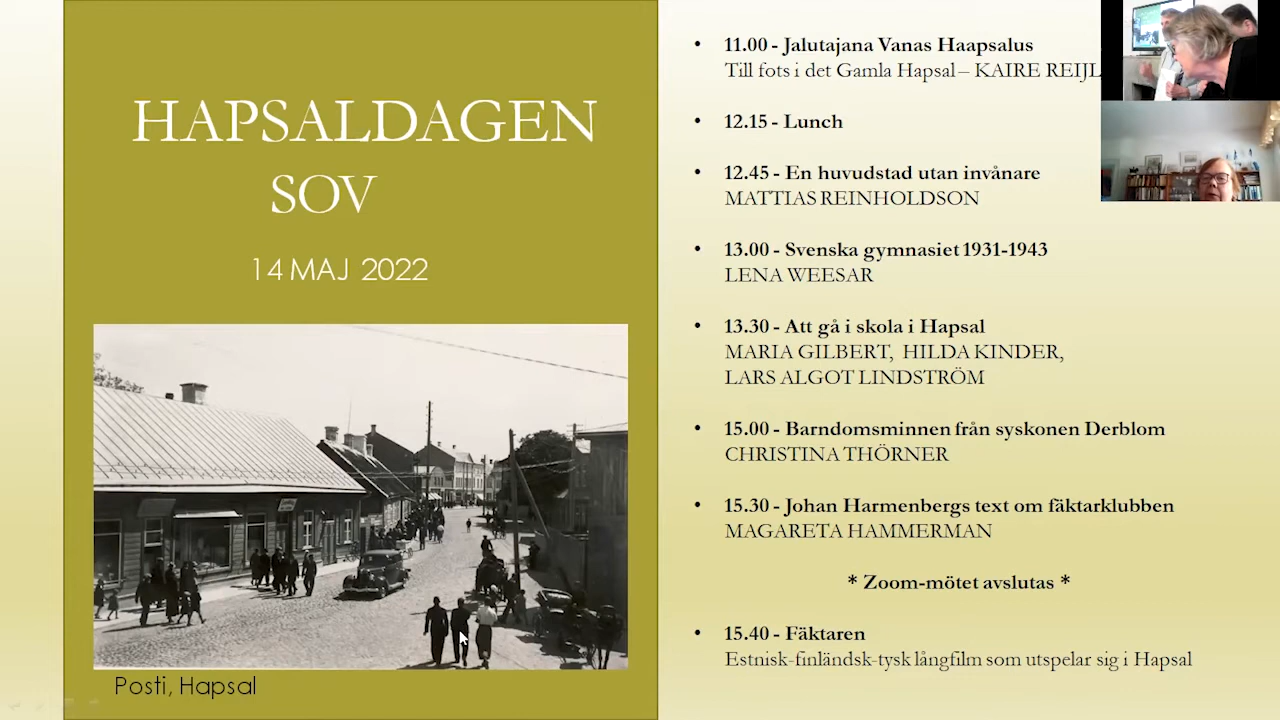 HAPSALDAGEN
SOV
14 MAJ 2022
Posti, Hapsal
• 11.00 - Jalutajana Vanas Haapsalus
Till fots i det Gamla Hapsal – KAIRE REIJL
• 12.15 - Lunch
• 12.45 - En huvudstad utan invånare
MATTIAS REINHOLDSON
• 13.00 - Svenska gymnasiet 1931-1943
LENA WEESAR
• 13.30 - Att gå i skola i Hapsal
MARIA GILBERT, HILDA KINDER,
LARS ALGOT LINDSTRÖM
• 15.00 - Barndomsminnen från syskonen Derblom
CHRISTINA THÖRNER
• 15.30 - Johan Harmenbergs text om fäktarklubben
MAGARETA HAMMERMAN
* Zoom-mötet avslutas *
• 15.40 - Fäktaren
Estnisk-finländsk-tysk långfilm som utspelar sig i Hapsal